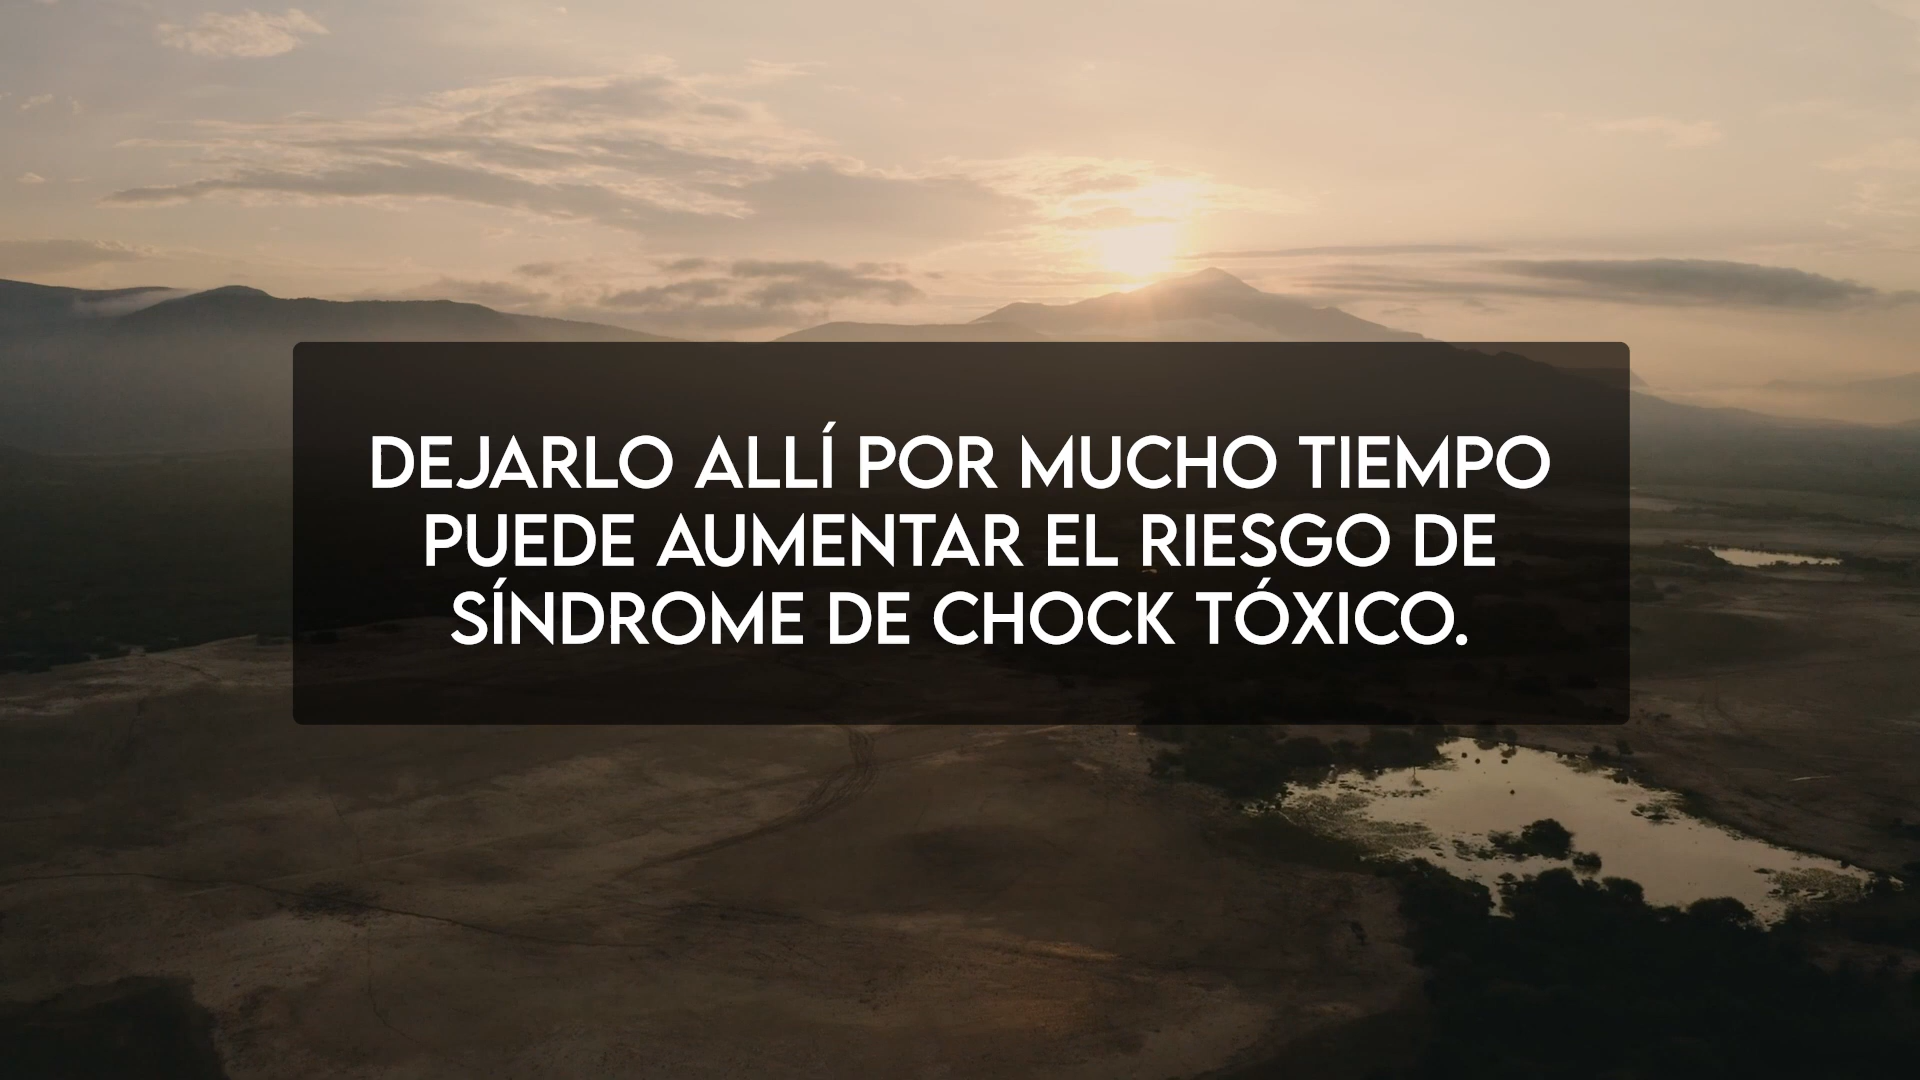 DEJARLO ALLÍ POR MUCHO TIEMPO
PUEDE AUMENTAR EL RIESGO DE
SÍNDROME DE CHOCK TÓXICO.